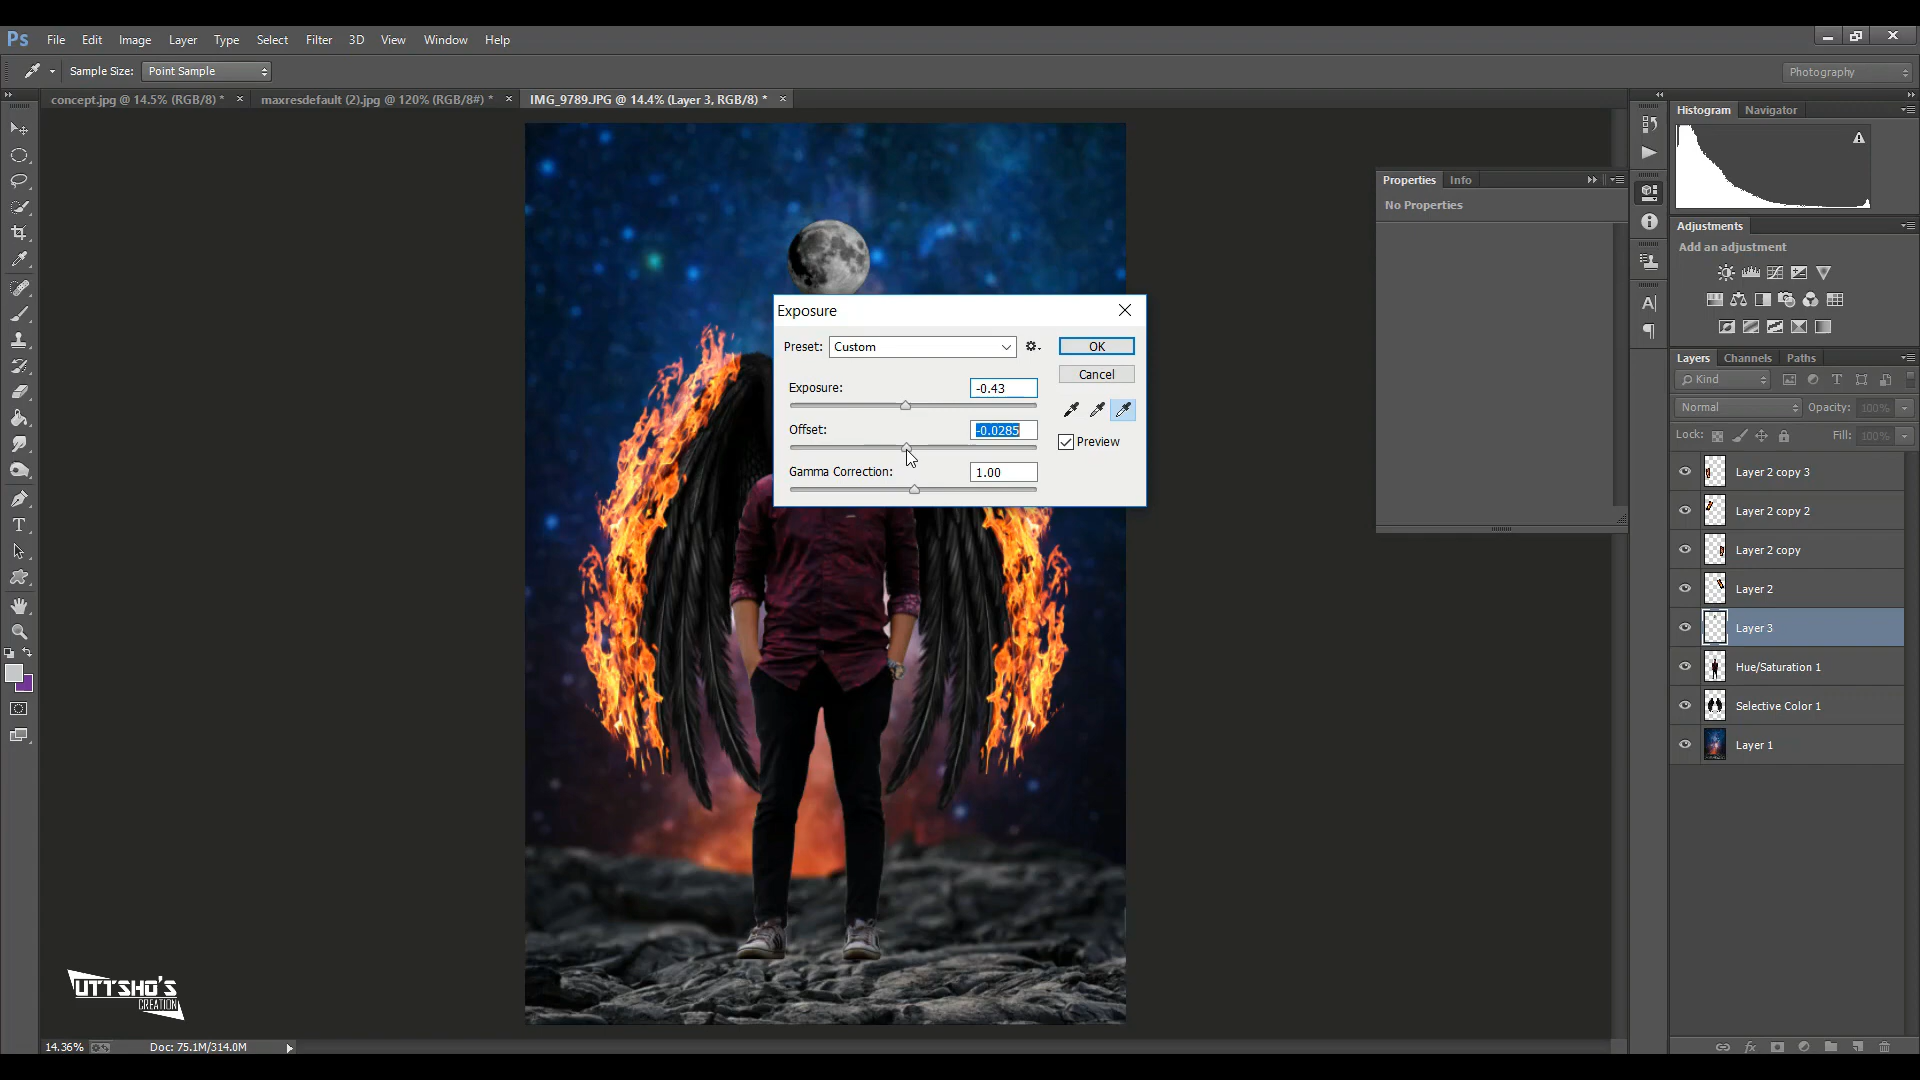 Ps File Edit Image Layer Type Select Filter 3D View Window Help
Sample Size: Point Sample Photography
concept.jpg @ 14.5% (RGB/8) * × maxresdefault (2).jpg @ 120% (RGB/8#) * × IMG_9789.JPG @ 14.4% (Layer 3, RGB/8) * ×
Histogram Navigator
Properties Info
No Properties
Adjustments
Add an adjustment
Exposure
Preset: Custom OK
Cancel
Exposure: -0.43
Offset: -0.0285
Preview
Gamma Correction: 1.00
Layers Channels Paths
Kind
Normal Opacity: 100%
Lock: Fill: 100%
Layer 2 copy 3
Layer 2 copy 2
Layer 2 copy
Layer 2
Layer 3
Hue/Saturation 1
Selective Color 1
Layer 1
UTTSHO'S
CREATION
14.36% Doc: 75.1M/314.0M